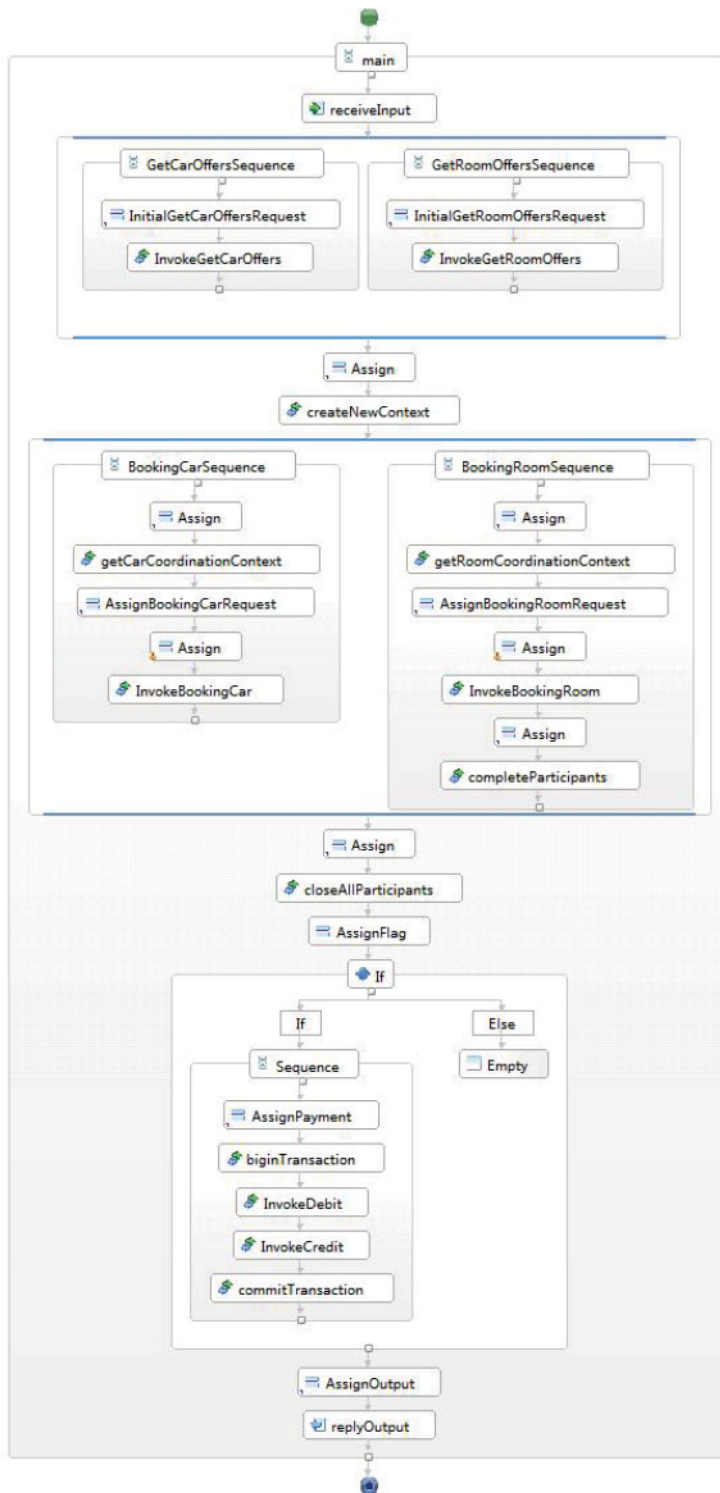 main
receiveInput
GetCarOffersSequence
InitialGetCarOffersRequest
InvokeGetCarOffers
GetRoomOffersSequence
InitialGetRoomOffersRequest
InvokeGetRoomOffers
Assign
createNewContext
BookingCarSequence
Assign
getCarCoordinationContext
AssignBookingCarRequest
Assign
InvokeBookingCar
BookingRoomSequence
Assign
getRoomCoordinationContext
AssignBookingRoomRequest
Assign
InvokeBookingRoom
Assign
completeParticipants
Assign
closeAllParticipants
AssignFlag
If
If
Sequence
AssignPayment
biginTransaction
InvokeDebit
InvokeCredit
commitTransaction
Else
Empty
AssignOutput
replyOutput